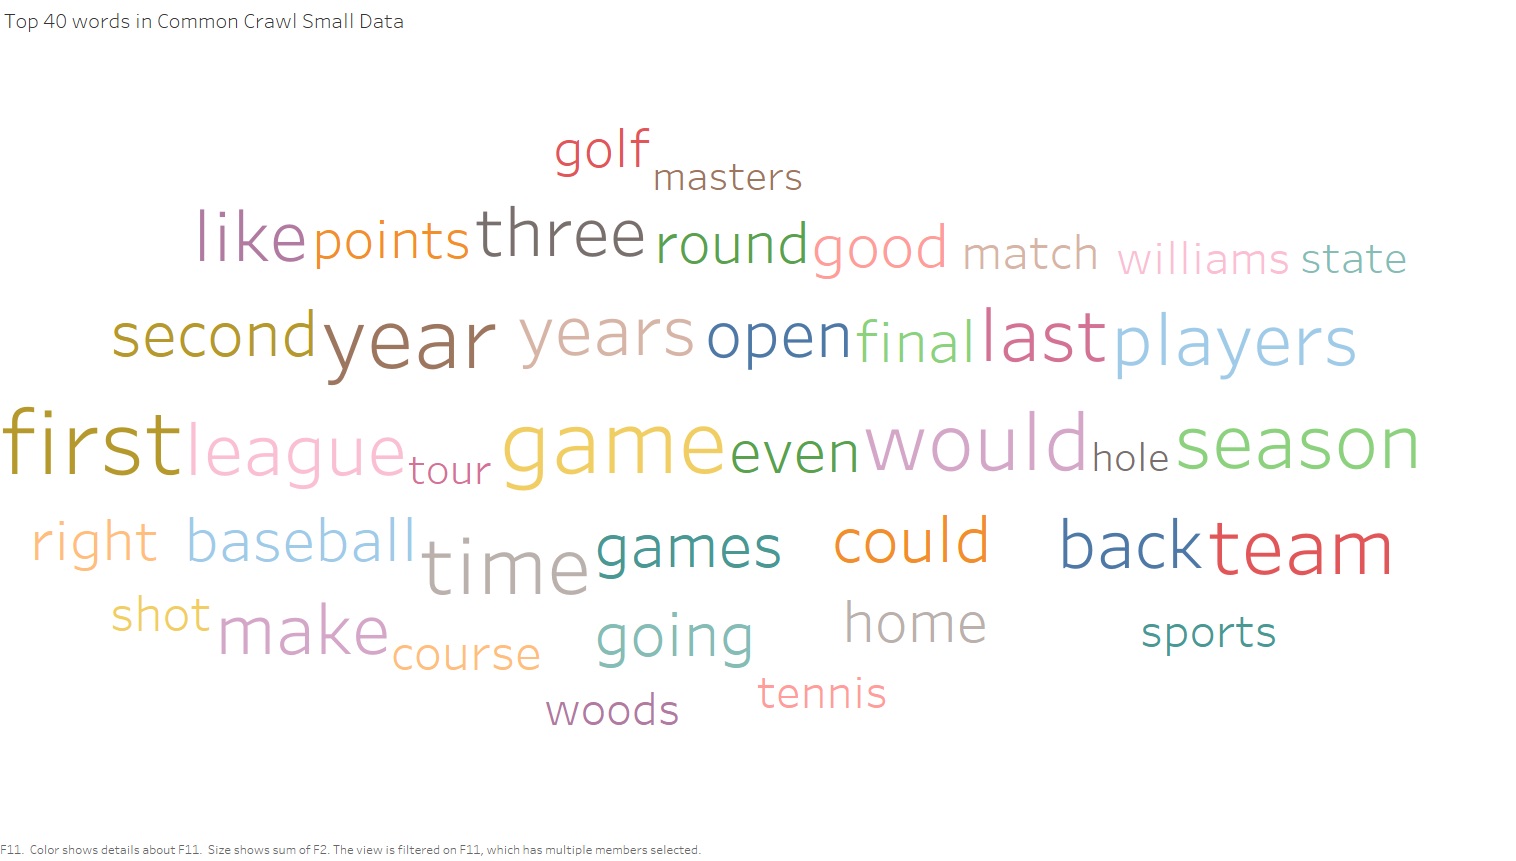 Top 40 words in Common Crawl Small Data
golf masters
like points three round good match williams state
second year years open final last players
first league tour game even would hole season
right baseball time games could back team
shot make course going home sports
woods tennis
F11. Color shows details about F11. Size shows sum of F2. The view is filtered on F11, which has multiple members selected.